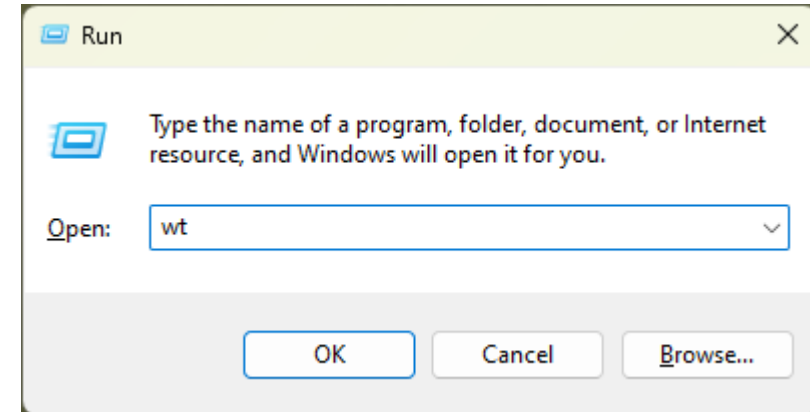 Run
Type the name of a program, folder, document, or Internet
resource, and Windows will open it for you.
Open: wt
OK Cancel Browse...